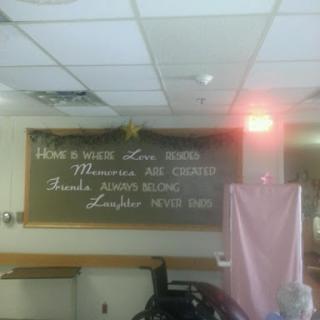 Home is where Love resides
Memories are created
Friends always belong
Laughter never ends